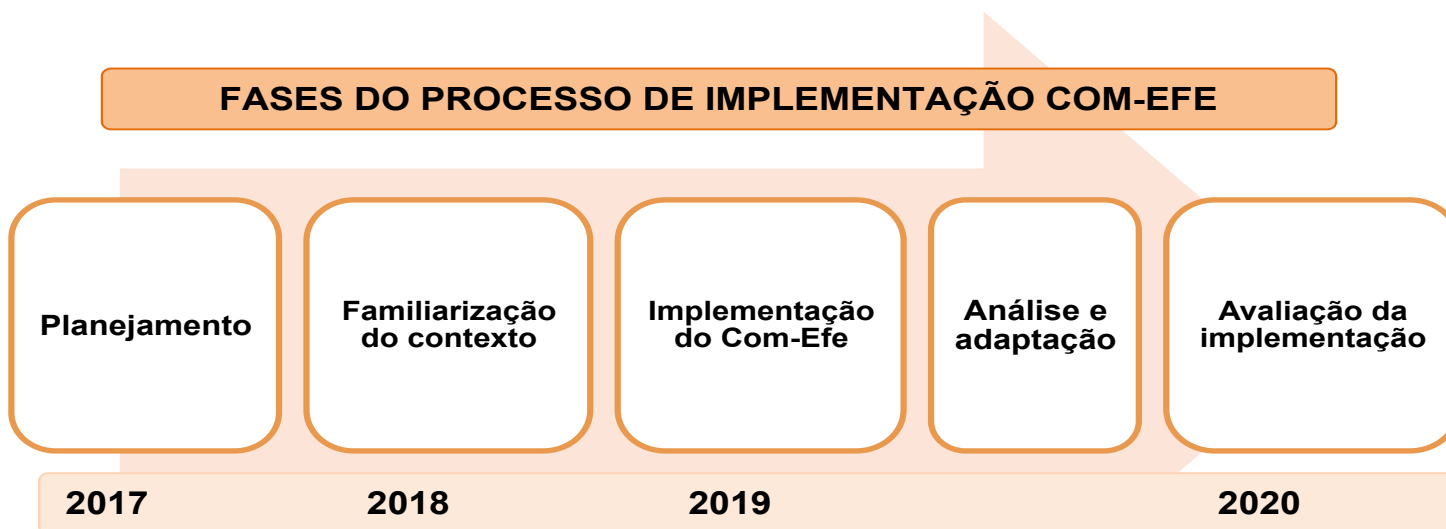 FASES DO PROCESSO DE IMPLEMENTAÇÃO COM-EFE
Planejamento
Familiarização
do contexto
Implementação
do Com-Efe
Análise e
adaptação
Avaliação da
implementação
2017 2018 2019 2020